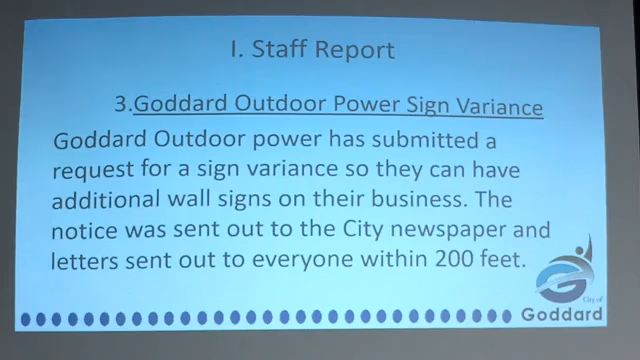 I. Staff Report
3.Goddard Outdoor Power Sign Variance
Goddard Outdoor power has submitted a
request for a sign variance so they can have
additional wall signs on their business. The
notice was sent out to the City newspaper and
letters sent out to everyone within 200 feet.
City of
Goddard